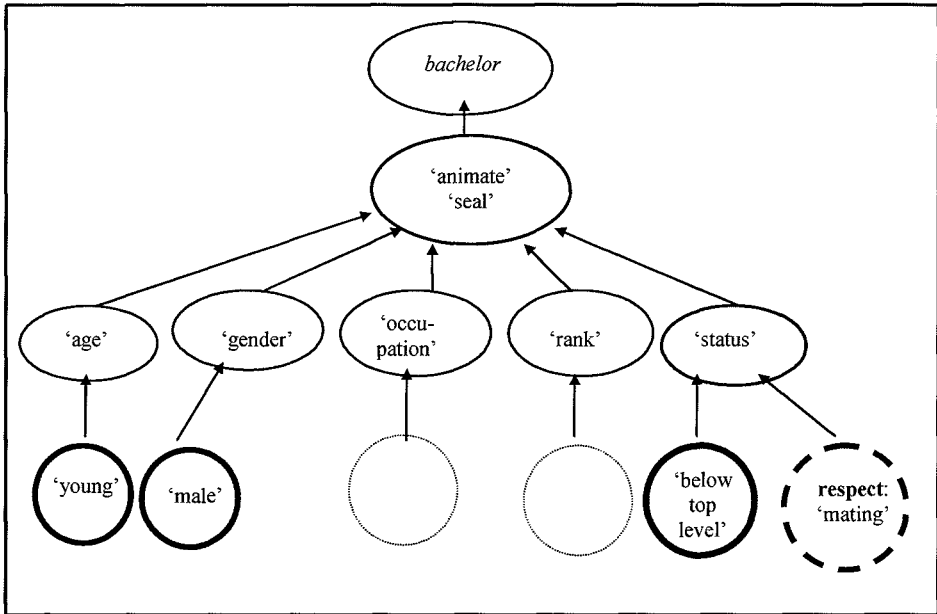 bachelor
‘animate’
‘seal’
‘age’
‘gender’
‘occu-
pation’
‘rank’
‘status’
‘young’
‘male’
‘below
top
level’
respect:
‘mating’